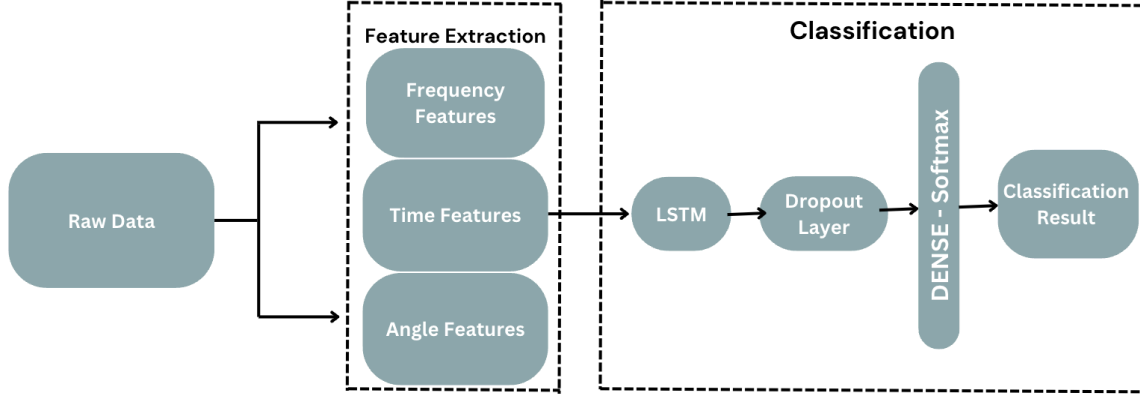 Raw Data
Feature Extraction
Frequency
Features
Time Features
Angle Features
Classification
LSTM
Dropout
Layer
DENSE - Softmax
Classification
Result